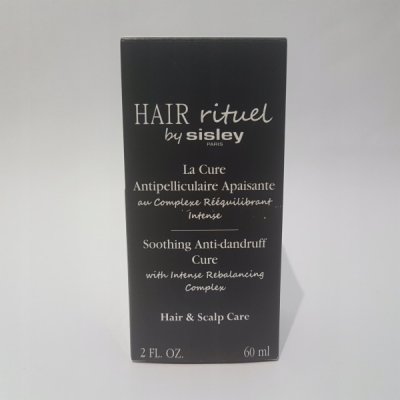 HAIR rituel
by sisley
PARIS
La Cure
Antipelliculaire Apaisante
au Complexe Rééquilibrant
Intense
Soothing Anti-dandruff
Cure
with Intense Rebalancing
Complex
Hair & Scalp Care
2 FL. OZ. 60 ml